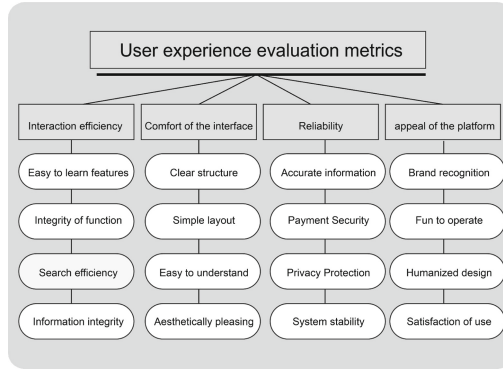 User experience evaluation metrics
Interaction efficiency
Comfort of the interface
Reliability
appeal of the platform
Easy to learn features
Clear structure
Accurate information
Brand recognition
Integrity of function
Simple layout
Payment Security
Fun to operate
Search efficiency
Easy to understand
Privacy Protection
Humanized design
Information integrity
Aesthetically pleasing
System stability
Satisfaction of use